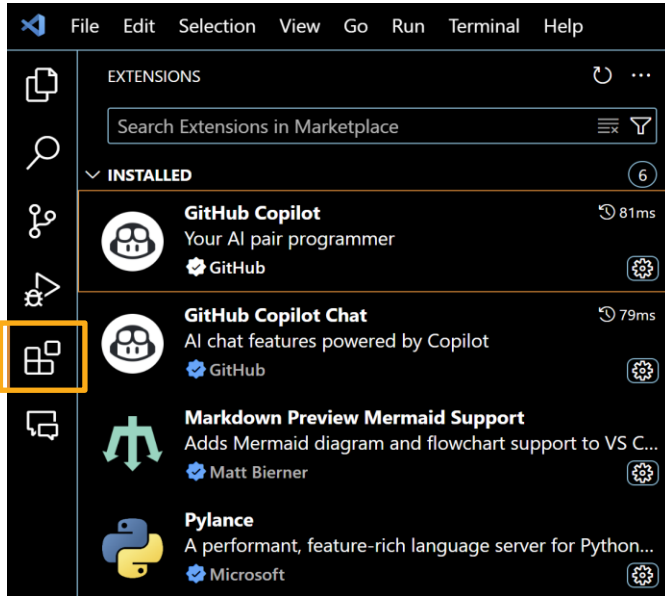 File Edit Selection View Go Run Terminal Help
EXTENSIONS
Search Extensions in Marketplace
INSTALLED 6
GitHub Copilot 81ms
Your AI pair programmer
GitHub
GitHub Copilot Chat 79ms
AI chat features powered by Copilot
GitHub
Markdown Preview Mermaid Support
Adds Mermaid diagram and flowchart support to VS C...
Matt Bierner
Pylance
A performant, feature-rich language server for Python...
Microsoft